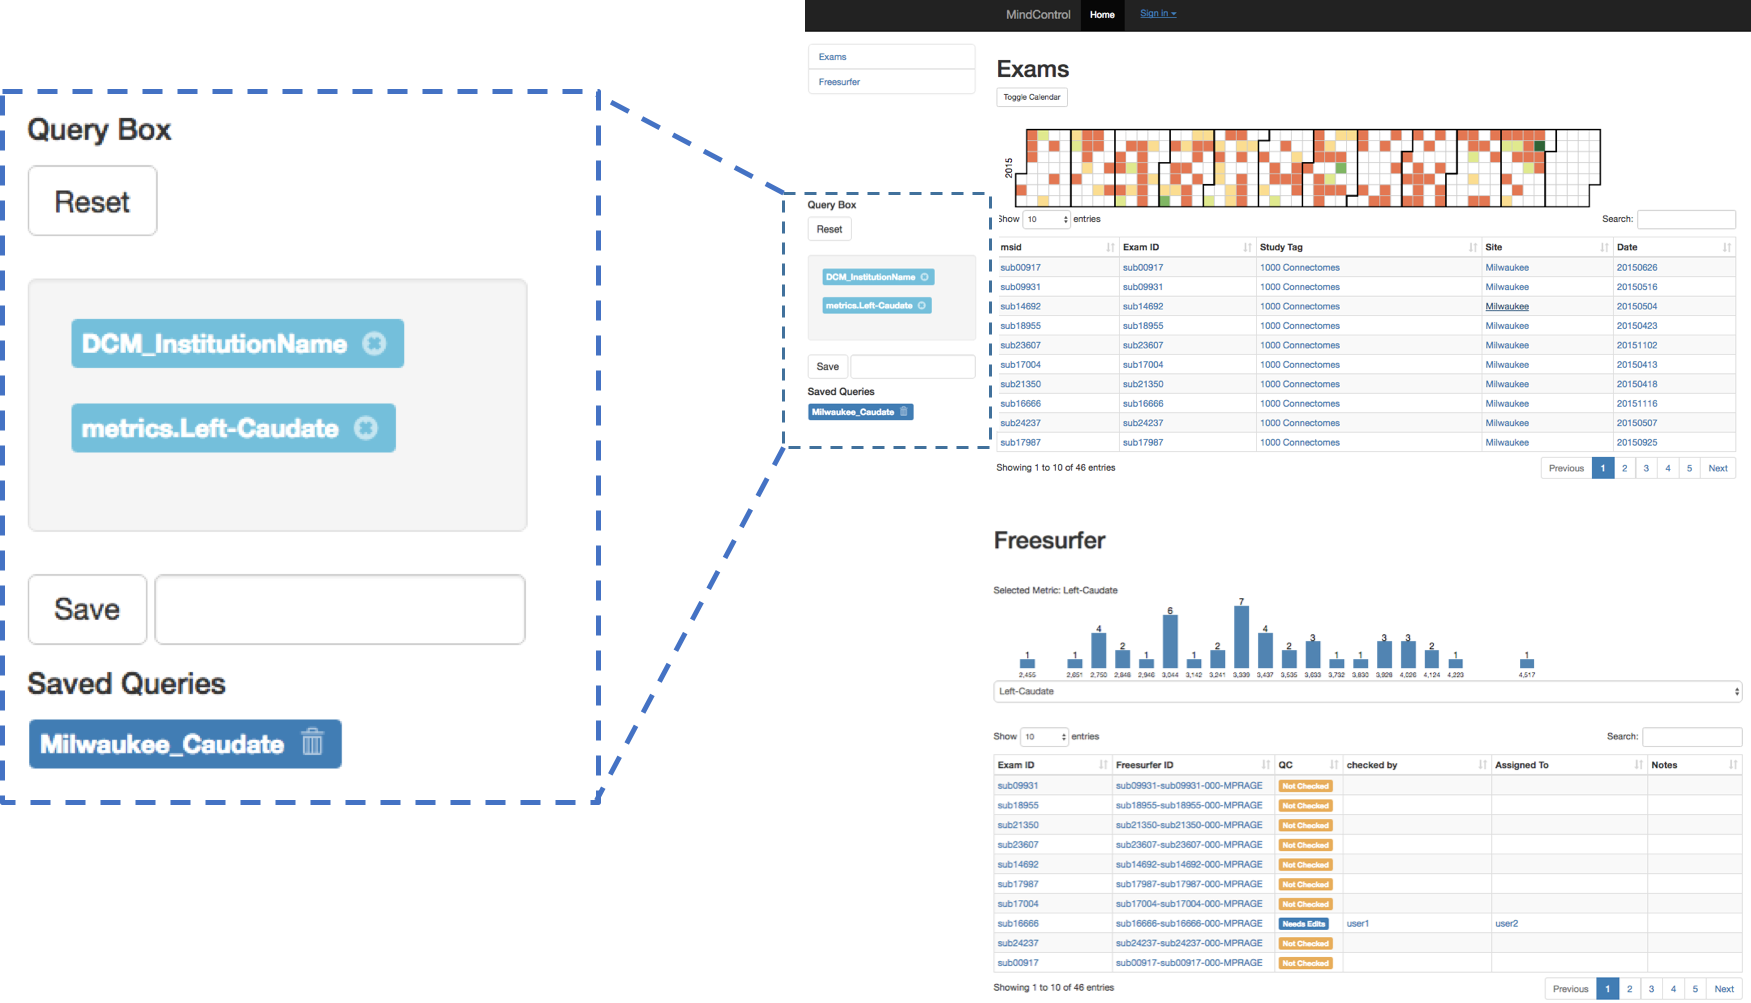 Query Box
Reset
DCM_InstitutionName
metrics.Left-Caudate
Save
Saved Queries
Milwaukee_Caudate
MindControl Home Sign in
Exams
Freesurfer
Query Box
Reset
DCM_InstitutionName
metrics.Left-Caudate
Save
Saved Queries
Milwaukee_Caudate
Exams
Toggle Calendar
2015
Show 10 entries Search:
msid Exam ID Study Tag Site Date
sub00917 sub00917 1000 Connectomes Milwaukee 20150626
sub09931 sub09931 1000 Connectomes Milwaukee 20150516
sub14692 sub14692 1000 Connectomes Milwaukee 20150504
sub18955 sub18955 1000 Connectomes Milwaukee 20150423
sub23607 sub23607 1000 Connectomes Milwaukee 20151102
sub17004 sub17004 1000 Connectomes Milwaukee 20150413
sub21350 sub21350 1000 Connectomes Milwaukee 20150418
sub16666 sub16666 1000 Connectomes Milwaukee 20151116
sub24237 sub24237 1000 Connectomes Milwaukee 20150507
sub17987 sub17987 1000 Connectomes Milwaukee 20150925
Showing 1 to 10 of 46 entries Previous 1 2 3 4 5 Next
Freesurfer
Selected Metric: Left-Caudate
1 1 4 2 1 6 1 2 7 4 2 3 1 1 3 3 2 1 1
2,455 2,651 2,750 2,848 2,946 3,044 3,142 3,241 3,339 3,437 3,535 3,633 3,732 3,830 3,928 4,026 4,124 4,223 4,517
Left-Caudate
Show 10 entries Search:
Exam ID Freesurfer ID QC checked by Assigned To Notes
sub09931 sub09931-sub09931-000-MPRAGE Not Checked
sub18955 sub18955-sub18955-000-MPRAGE Not Checked
sub21350 sub21350-sub21350-000-MPRAGE Not Checked
sub23607 sub23607-sub23607-000-MPRAGE Not Checked
sub14692 sub14692-sub14692-000-MPRAGE Not Checked
sub17987 sub17987-sub17987-000-MPRAGE Not Checked
sub17004 sub17004-sub17004-000-MPRAGE Not Checked
sub16666 sub16666-sub16666-000-MPRAGE Needs Edits user1 user2
sub24237 sub24237-sub24237-000-MPRAGE Not Checked
sub00917 sub00917-sub00917-000-MPRAGE Not Checked
Showing 1 to 10 of 46 entries Previous 1 2 3 4 5 Next